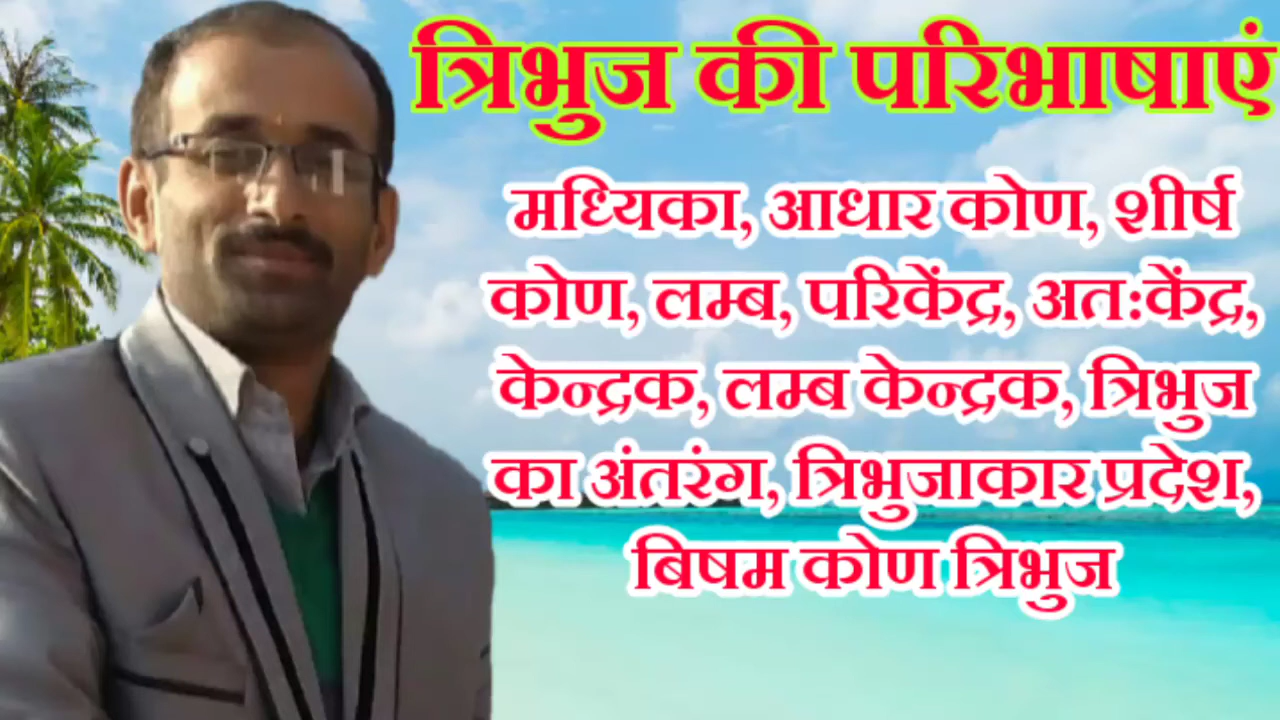 त्रिभुज की परिभाषाएं
मध्यिका, आधार कोण, शीर्ष
कोण, लम्ब, परिकेंद्र, अत:केंद्र,
केन्द्रक, लम्ब केन्द्रक, त्रिभुज
का अंतरंग, त्रिभुजाकार प्रदेश,
बिषम कोण त्रिभुज